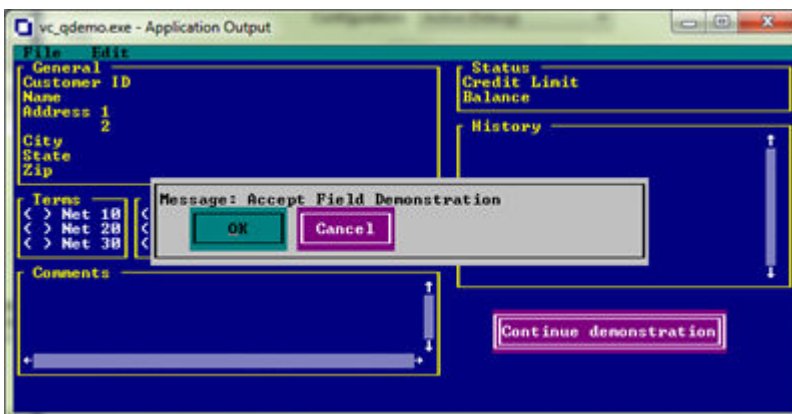 vc_qdemo.exe - Application Output
File Edit
General
Customer ID
Name
Address 1
2
City
State
Zip
Status
Credit Limit
Balance
History
Message: Accept Field Demonstration
OK Cancel
Terms
( ) Net 10 (
( ) Net 20 (
( ) Net 30 (
Comments
Continue demonstration